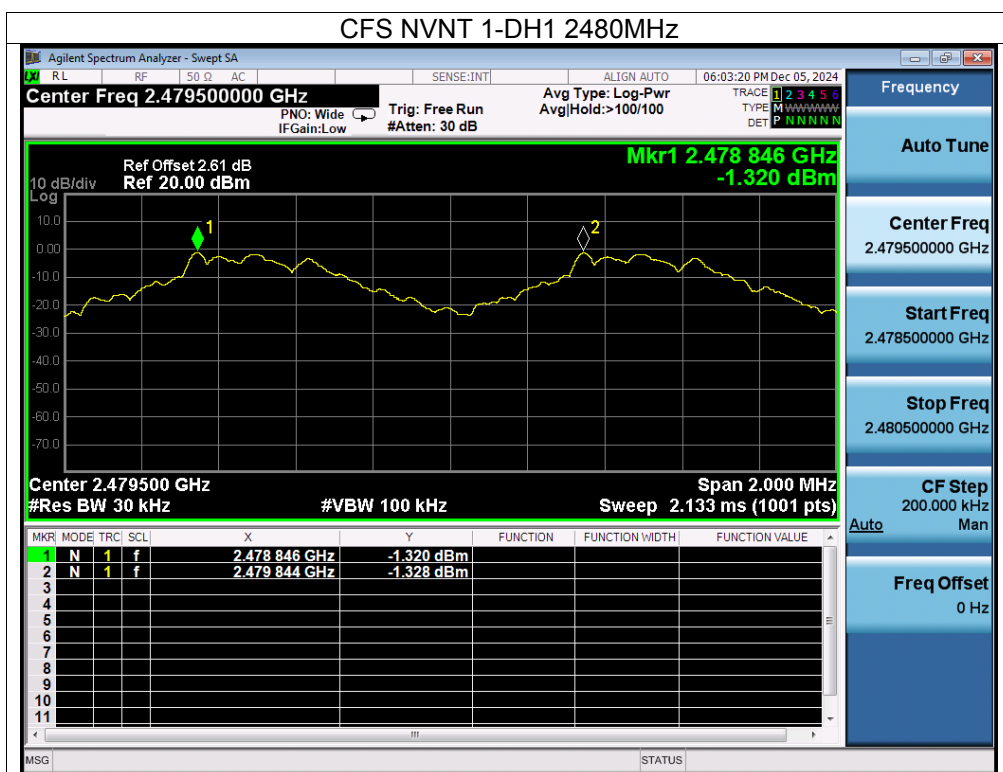 CFS NVNT 1-DH1 2480MHz
Agilent Spectrum Analyzer - Swept SA
LXI RL RF 50 Ω AC SENSE:INT ALIGN AUTO 06:03:20 PM Dec 05, 2024
Center Freq 2.479500000 GHz
PNO: Wide
IFGain:Low
Trig: Free Run
#Atten: 30 dB
Avg Type: Log-Pwr
Avg|Hold:>100/100
TRACE 1 2 3 4 5 6
TYPE M W W W W W
DET P N N N N N
Mkr1 2.478 846 GHz
-1.320 dBm
Ref Offset 2.61 dB
Ref 20.00 dBm
10 dB/div
Log
10.0
0.00
-10.0
-20.0
-30.0
-40.0
-50.0
-60.0
-70.0
1
2
Center 2.479500 GHz Span 2.000 MHz
#Res BW 30 kHz #VBW 100 kHz Sweep 2.133 ms (1001 pts)
MKR MODE TRC SCL X Y FUNCTION FUNCTION WIDTH FUNCTION VALUE
1 N 1 f 2.478 846 GHz -1.320 dBm
2 N 1 f 2.479 844 GHz -1.328 dBm
3
4
5
6
7
8
9
10
11
MSG STATUS
Frequency
Auto Tune
Center Freq
2.479500000 GHz
Start Freq
2.478500000 GHz
Stop Freq
2.480500000 GHz
CF Step
200.000 kHz
Auto Man
Freq Offset
0 Hz